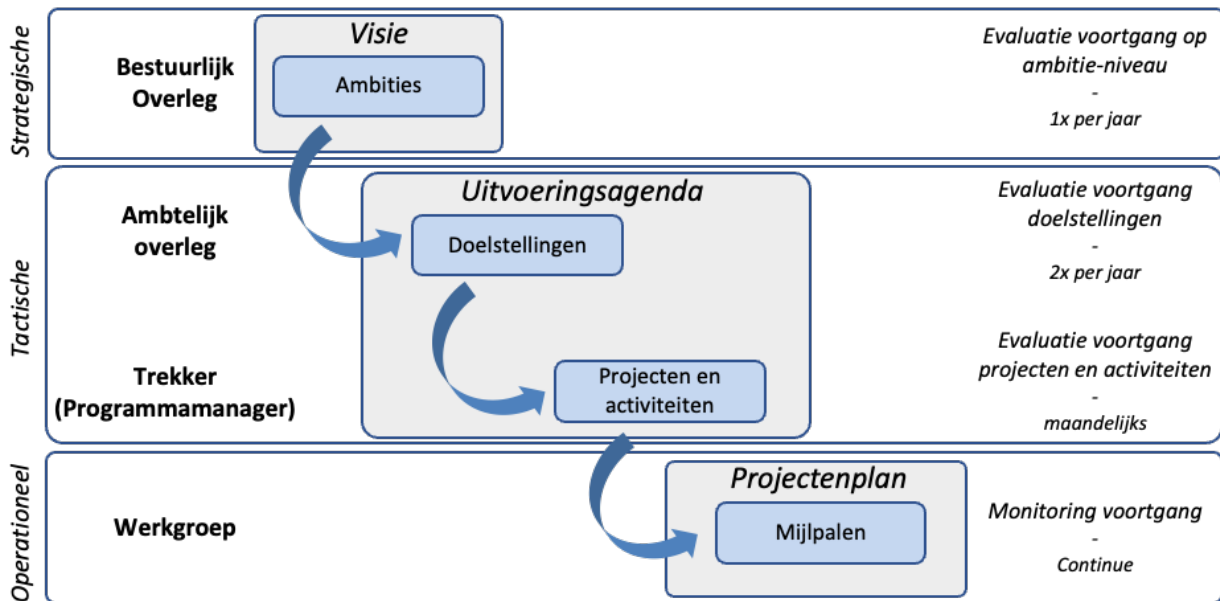 Strategische
Bestuurlijk
Overleg
Visie
Ambities
Evaluatie voortgang op
ambitie-niveau
-
1x per jaar
Tactische
Ambtelijk
overleg
Uitvoeringsagenda
Doelstellingen
Evaluatie voortgang
doelstellingen
-
2x per jaar
Trekker
(Programmamanager)
Projecten en
activiteiten
Evaluatie voortgang
projecten en activiteiten
-
maandelijks
Operationeel
Werkgroep
Projectenplan
Mijlpalen
Monitoring voortgang
-
Continue